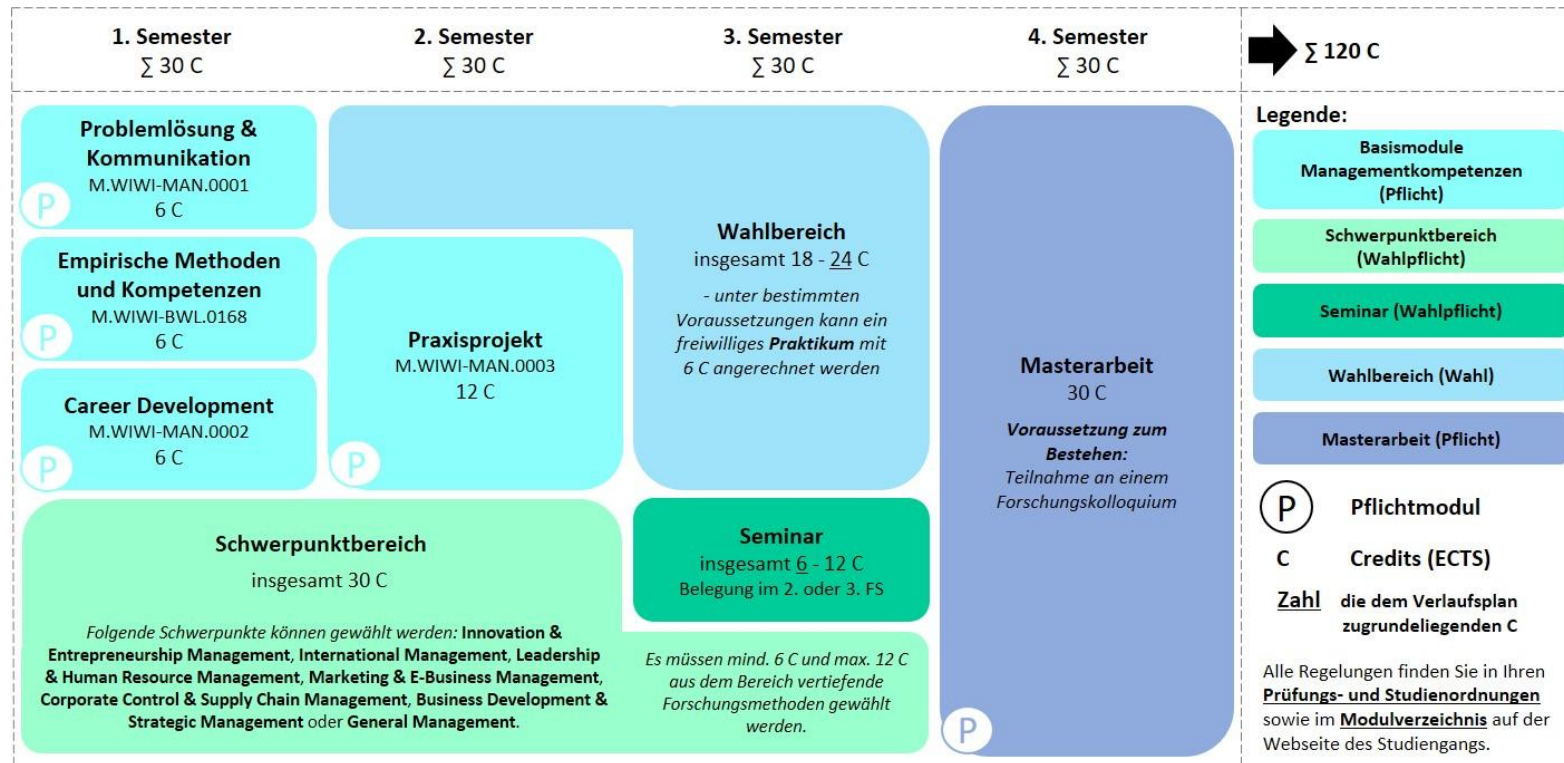 1. Semester
∑ 30 C
2. Semester
∑ 30 C
3. Semester
∑ 30 C
4. Semester
∑ 30 C
∑ 120 C
Problemlösung &
Kommunikation
M.WIWI-MAN.0001
6 C
P
Empirische Methoden
und Kompetenzen
M.WIWI-BWL.0168
6 C
P
Career Development
M.WIWI-MAN.0002
6 C
P
Praxisprojekt
M.WIWI-MAN.0003
12 C
P
Wahlbereich
insgesamt 18 - 24 C
- unter bestimmten
Voraussetzungen kann ein
freiwilliges Praktikum mit
6 C angerechnet werden
Schwerpunktbereich
insgesamt 30 C
Folgende Schwerpunkte können gewählt werden: Innovation &
Entrepreneurship Management, International Management, Leadership
& Human Resource Management, Marketing & E-Business Management,
Corporate Control & Supply Chain Management, Business Development &
Strategic Management oder General Management.
Seminar
insgesamt 6 - 12 C
Belegung im 2. oder 3. FS
Es müssen mind. 6 C und max. 12 C
aus dem Bereich vertiefende
Forschungsmethoden gewählt
werden.
Masterarbeit
30 C
Voraussetzung zum
Bestehen:
Teilnahme an einem
Forschungskolloquium
P
Legende:
Basismodule
Managementkompetenzen
(Pflicht)
Schwerpunktbereich
(Wahlpflicht)
Seminar (Wahlpflicht)
Wahlbereich (Wahl)
Masterarbeit (Pflicht)
P Pflichtmodul
C Credits (ECTS)
Zahl die dem Verlaufsplan
zugrundeliegenden C
Alle Regelungen finden Sie in Ihren
Prüfungs- und Studienordnungen
sowie im Modulverzeichnis auf der
Webseite des Studiengangs.